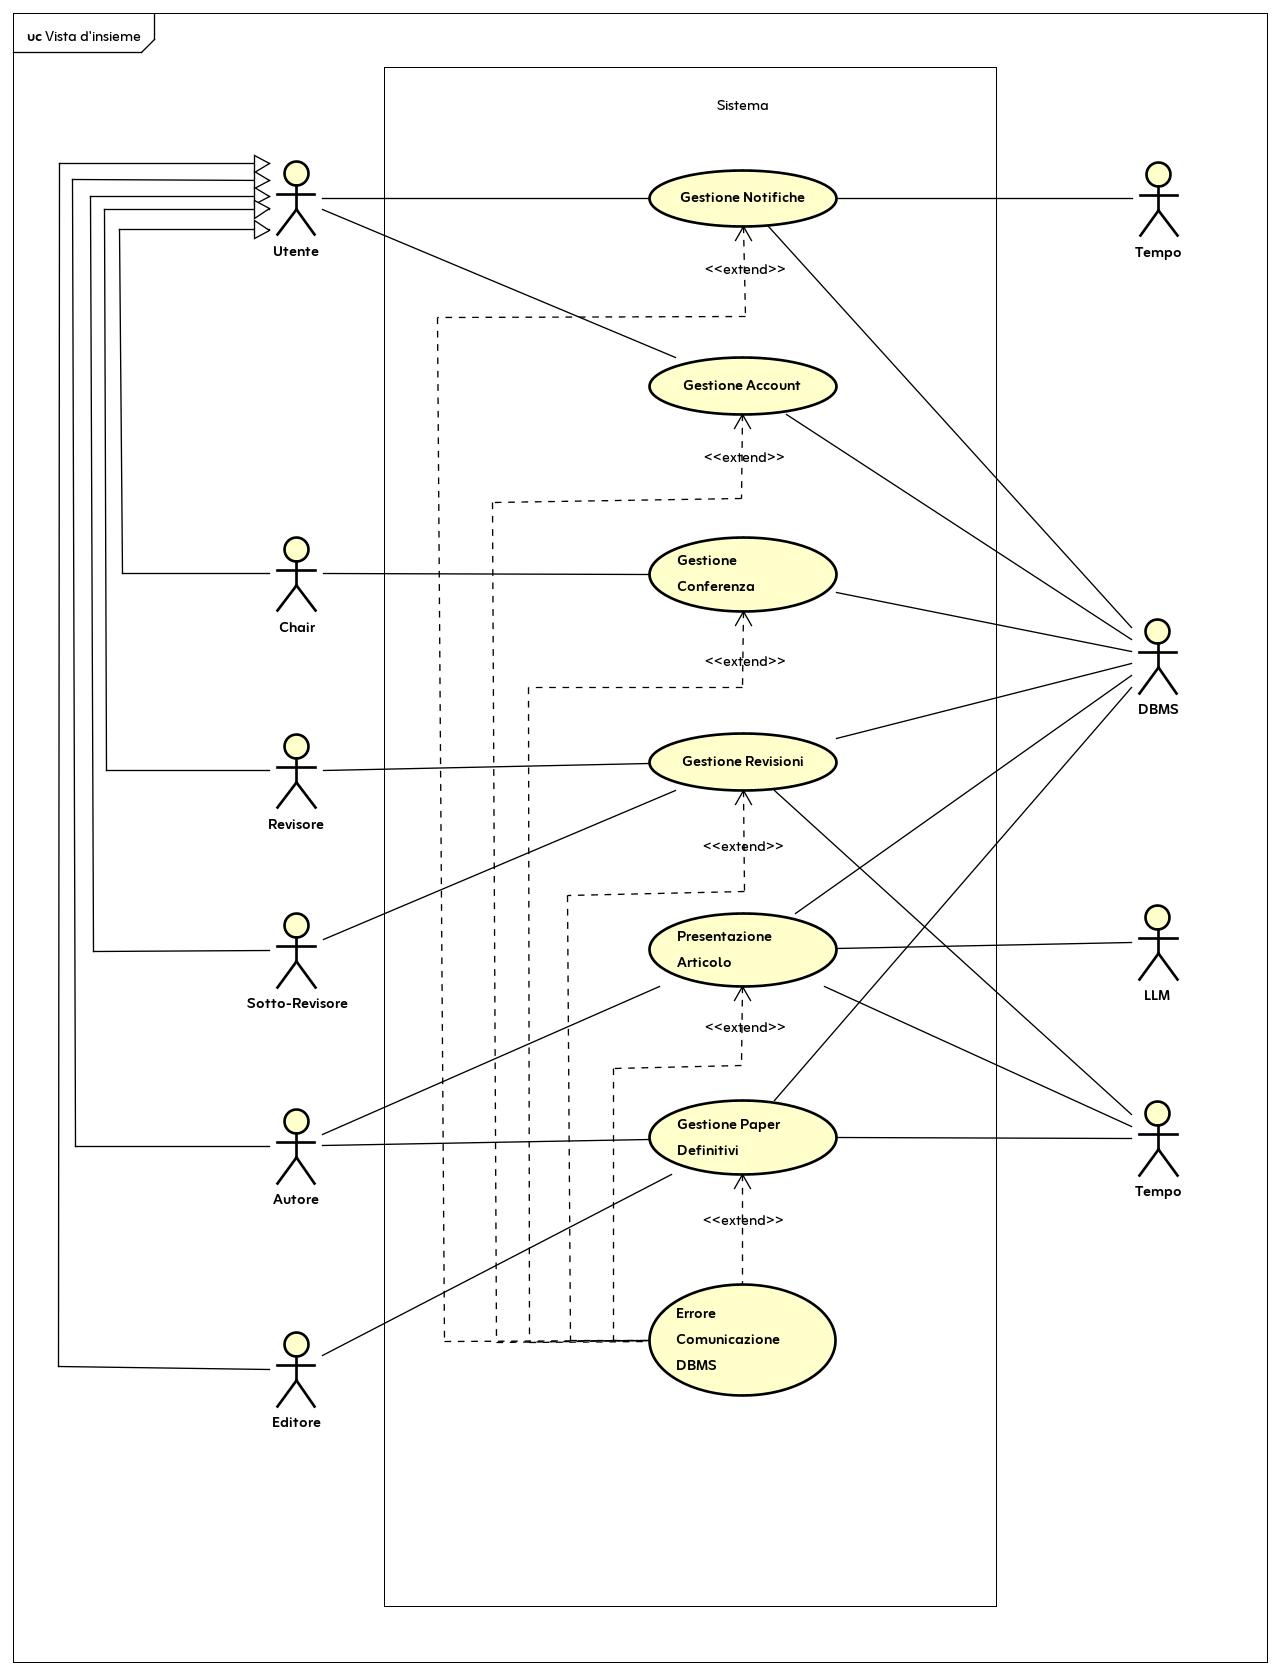 uc Vista d'insieme
Sistema
Utente
Gestione Notifiche
Tempo
<<extend>>
Gestione Account
<<extend>>
Gestione
Conferenza
Chair
<<extend>>
DBMS
Gestione Revisioni
Revisore
<<extend>>
Presentazione
Articolo
Sotto-Revisore
LLM
<<extend>>
Gestione Paper
Definitivi
Autore
Tempo
<<extend>>
Errore
Comunicazione
DBMS
Editore